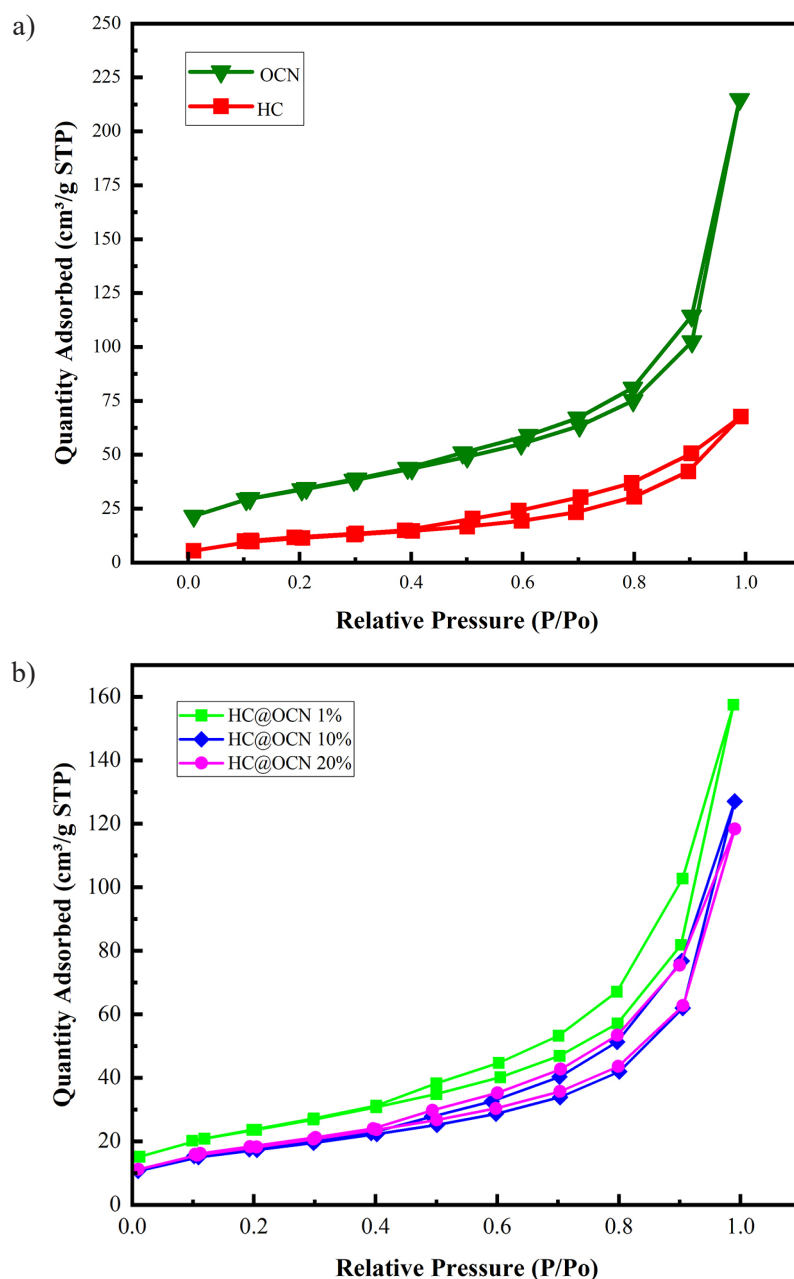 a)
Quantity Adsorbed (cm³/g STP)
250
225
200
175
150
125
100
75
50
25
0
OCN
HC
0.0 0.2 0.4 0.6 0.8 1.0
Relative Pressure (P/Po)
b)
Quantity Adsorbed (cm³/g STP)
160
140
120
100
80
60
40
20
0
HC@OCN 1%
HC@OCN 10%
HC@OCN 20%
0.0 0.2 0.4 0.6 0.8 1.0
Relative Pressure (P/Po)